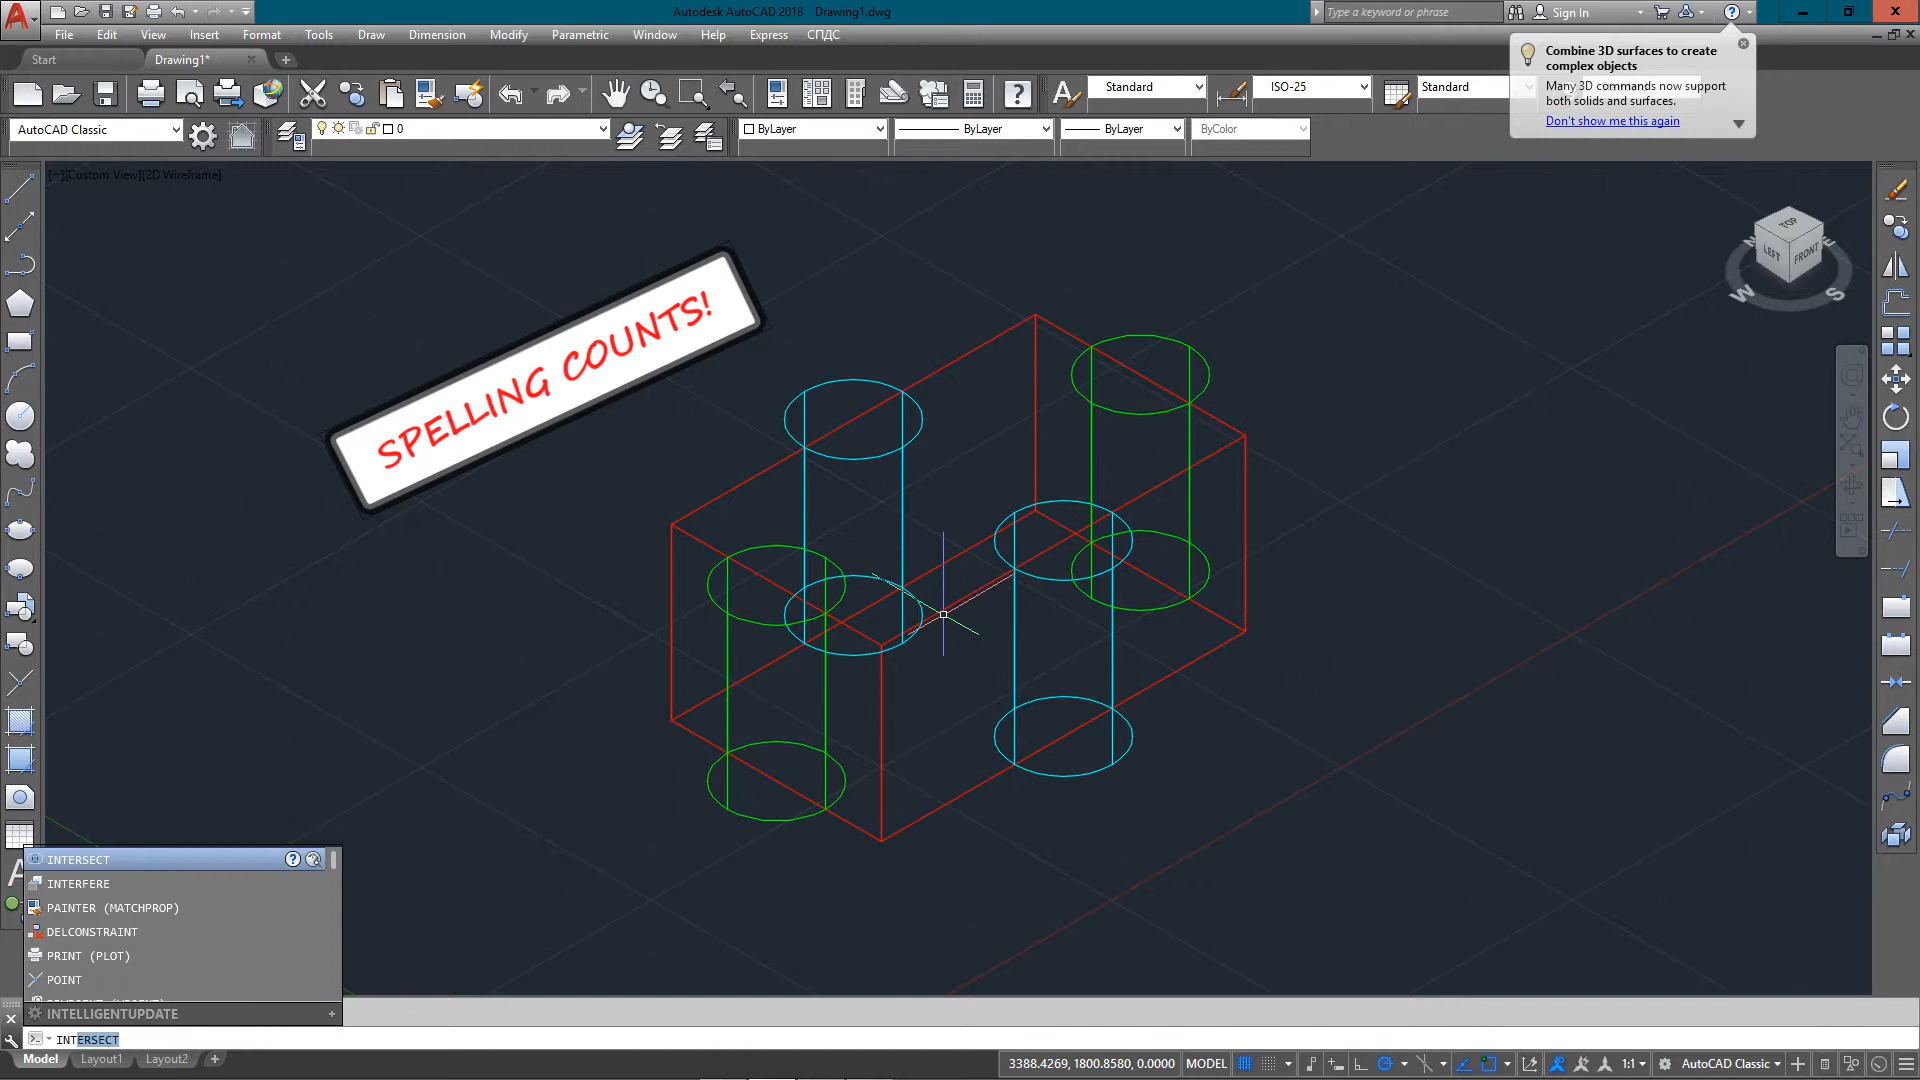 Autodesk AutoCAD 2018   Drawing1.dwg
Type a keyword or phrase
Sign In
File Edit View Insert Format Tools Draw Dimension Modify Parametric Window Help Express СПДС
Start
Drawing1*
Combine 3D surfaces to create
complex objects
Many 3D commands now support
both solids and surfaces.
Don't show me this again
Standard
ISO-25
Standard
AutoCAD Classic
0
ByLayer
ByLayer
ByLayer
ByColor
[−][Custom View][2D Wireframe]
TOP
LEFT
FRONT
N
E
W
S
SPELLING COUNTS!
INTERSECT
INTERFERE
PAINTER (MATCHPROP)
DELCONSTRAINT
PRINT (PLOT)
POINT
INTELLIGENTUPDATE
INTERSECT
Model Layout1 Layout2
3388.4269, 1800.8580, 0.0000 MODEL
1:1
AutoCAD Classic